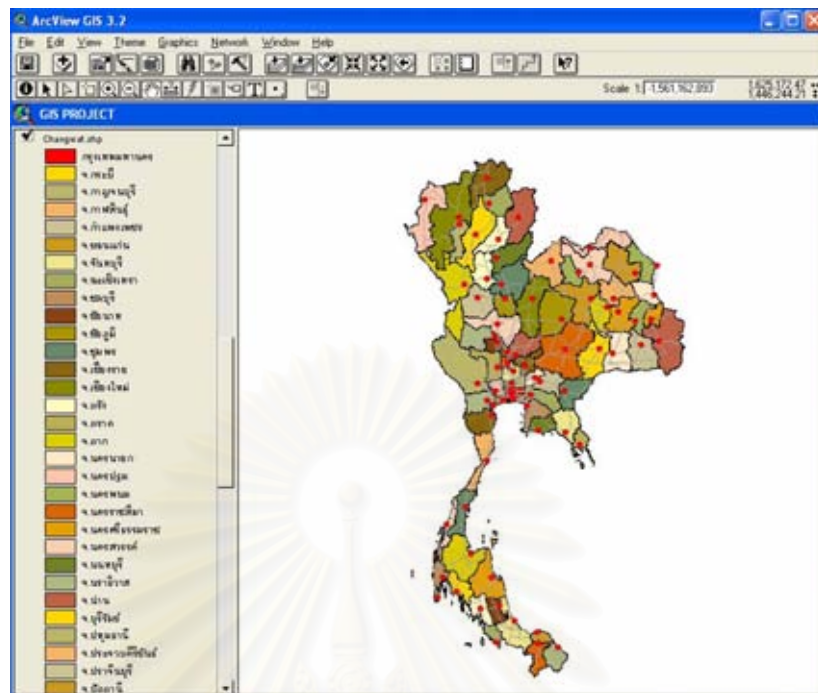 ArcView GIS 3.2
File Edit View Theme Graphics Network Window Help
Scale 1:
GIS PROJECT
Changwat.shp
กรุงเทพมหานคร
จ.กระบี่
จ.กาญจนบุรี
จ.กาฬสินธุ์
จ.กำแพงเพชร
จ.ขอนแก่น
จ.จันทบุรี
จ.ฉะเชิงเทรา
จ.ชลบุรี
จ.ชัยนาท
จ.ชัยภูมิ
จ.ชุมพร
จ.เชียงราย
จ.เชียงใหม่
จ.ตรัง
จ.ตราด
จ.ตาก
จ.นครนายก
จ.นครปฐม
จ.นครพนม
จ.นครราชสีมา
จ.นครศรีธรรมราช
จ.นครสวรรค์
จ.นนทบุรี
จ.นราธิวาส
จ.น่าน
จ.บุรีรัมย์
จ.ปทุมธานี
จ.ประจวบคีรีขันธ์
จ.ปราจีนบุรี
จ.ปัตตานี